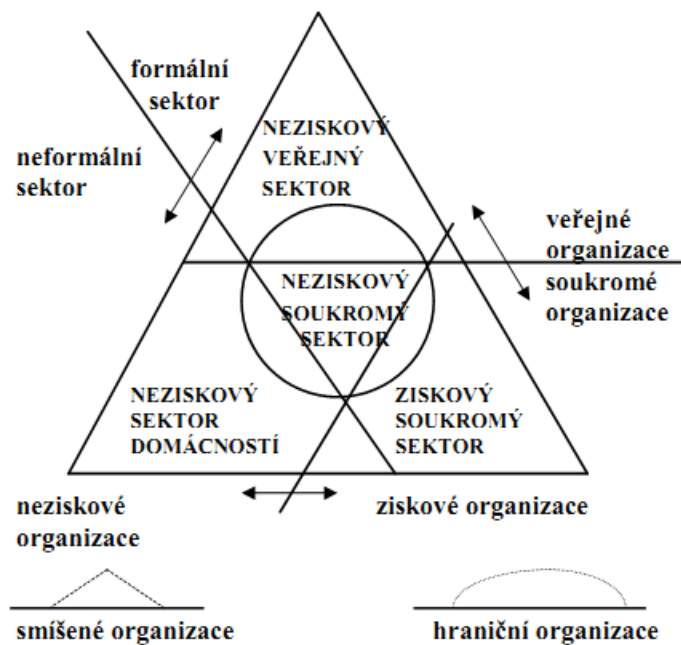 formální
sektor
neformální
sektor
NEZISKOVÝ
VEŘEJNÝ
SEKTOR
veřejné
organizace
soukromé
organizace
NEZISKOVÝ
SOUKROMÝ
SEKTOR
NEZISKOVÝ
SEKTOR
DOMÁCNOSTÍ
ZISKOVÝ
SOUKROMÝ
SEKTOR
neziskové
organizace
ziskové organizace
smíšené organizace
hraniční organizace